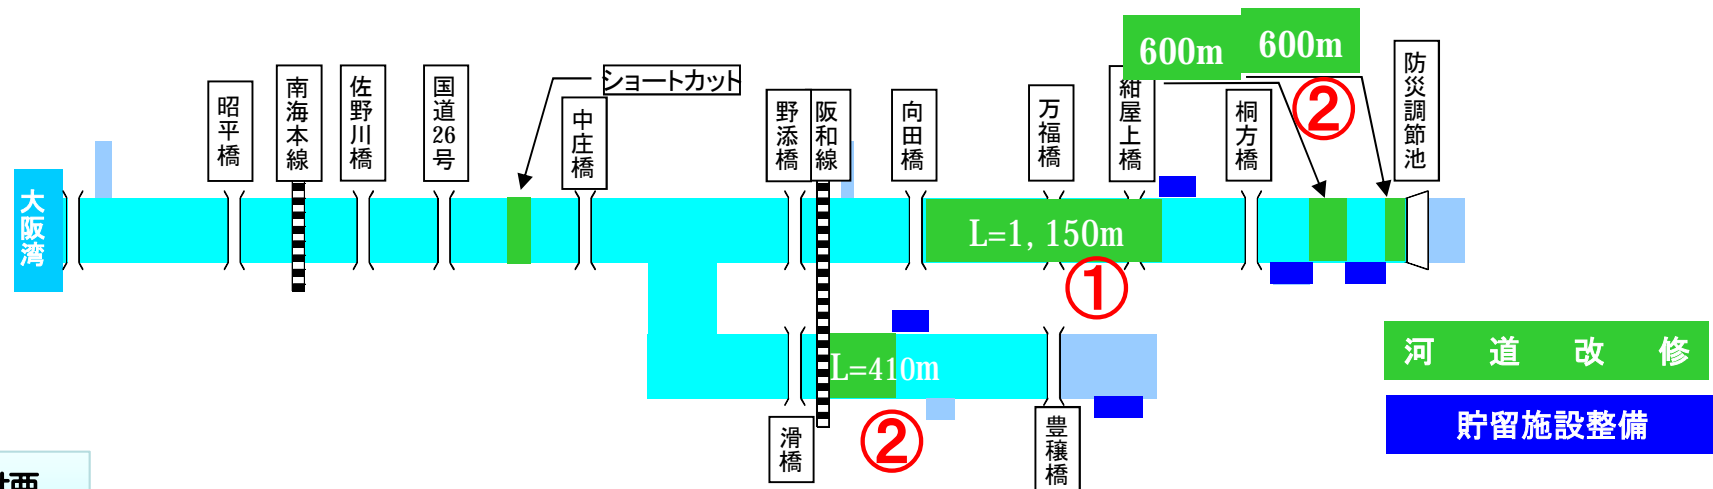 600m
600m
防災調節池
ショートカット
昭平橋
南海本線
佐野川橋
国道26号
中庄橋
野添橋
阪和線
向田橋
万福橋
紺屋上橋
桐方橋
②
大阪湾
L=1,150m
①
L=410m
②
滑橋
豊穣橋
河道改修
貯留施設整備